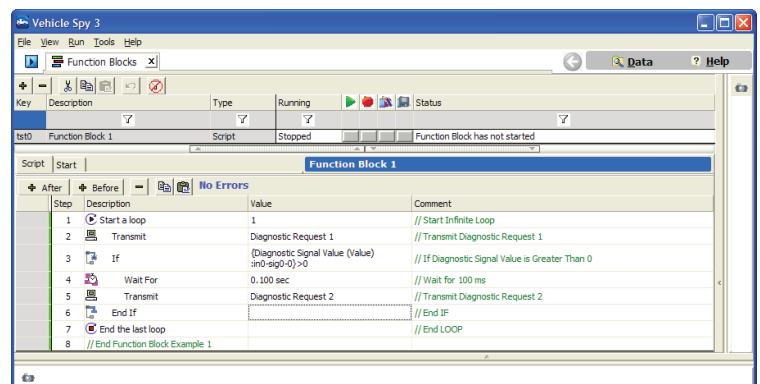 Vehicle Spy 3
File View Run Tools Help
Function Blocks X Data ? Help
Key Description Type Running Status
tst0 Function Block 1 Script Stopped Function Block has not started
Script Start Function Block 1
After Before No Errors
Step Description Value Comment
1 Start a loop 1 // Start Infinite Loop
2 Transmit Diagnostic Request 1 // Transmit Diagnostic Request 1
3 If {Diagnostic Signal Value (Value) :in0-sig0-0} >0 // If Diagnostic Signal Value is Greater Than 0
4 Wait For 0.100 sec // Wait for 100 ms
5 Transmit Diagnostic Request 2 // Transmit Diagnostic Request 2
6 End If // End IF
7 End the last loop // End LOOP
8 // End Function Block Example 1